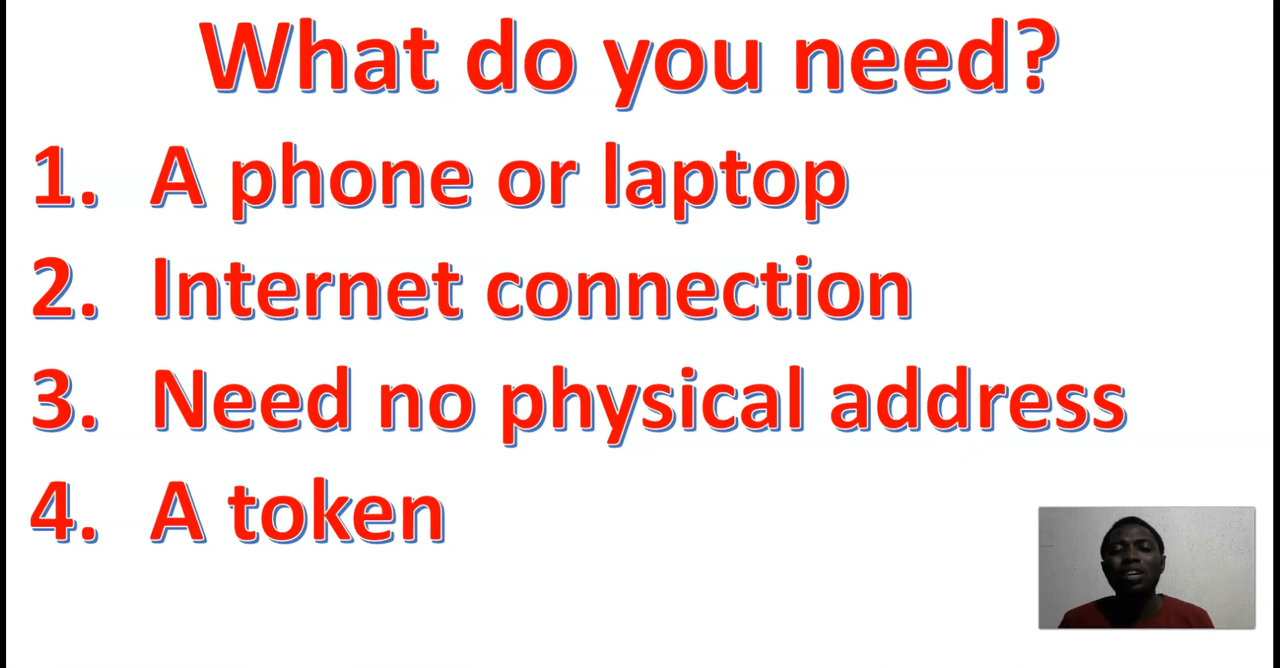 What do you need?
1. A phone or laptop
2. Internet connection
3. Need no physical address
4. A token